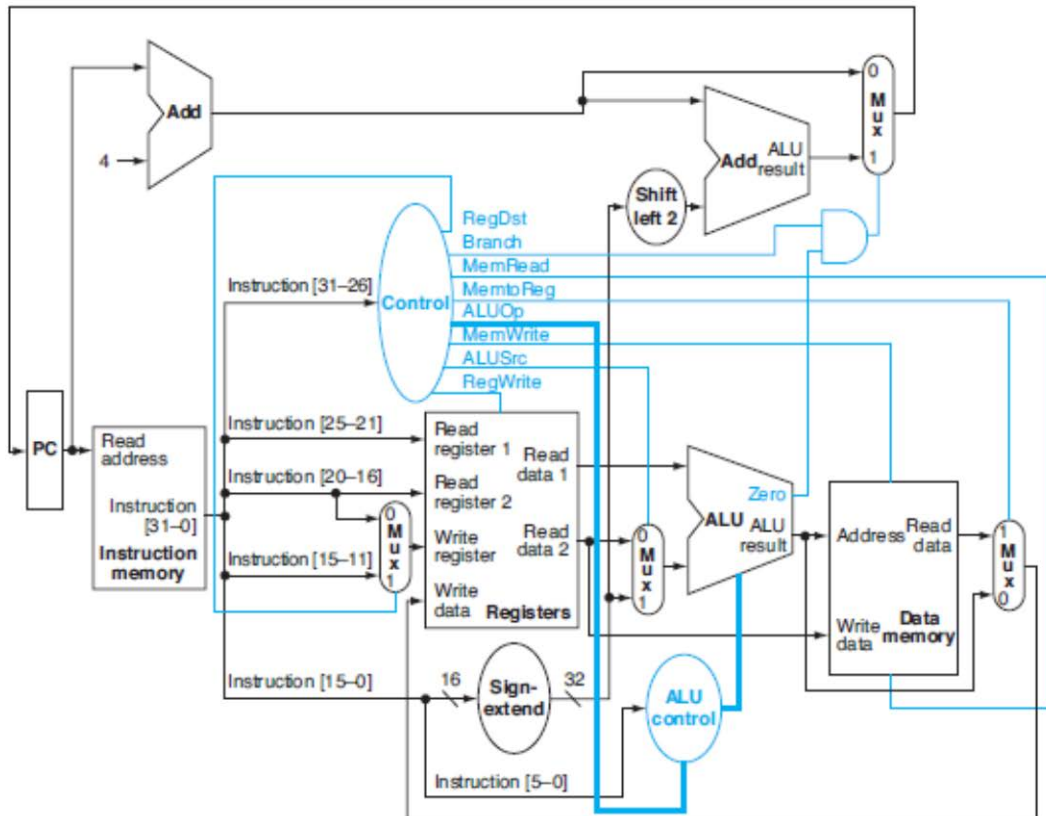 Add
4
0
M
u
x
1
Add
ALU
result
Shift
left 2
RegDst
Branch
MemRead
MemtoReg
ALUOp
MemWrite
ALUSrc
RegWrite
Control
Instruction [31–26]
PC
Read
address
Instruction
[31–0]
Instruction
memory
Instruction [25–21]
Instruction [20–16]
Instruction [15–11]
0
M
u
x
1
Read
register 1
Read
register 2
Write
register
Write
data
Read
data 1
Read
data 2
Registers
0
M
u
x
1
Zero
ALU
ALU
result
Address
Read
data
Write
data
Data
memory
1
M
u
x
0
Instruction [15–0]
16
Sign-
extend
32
ALU
control
Instruction [5–0]